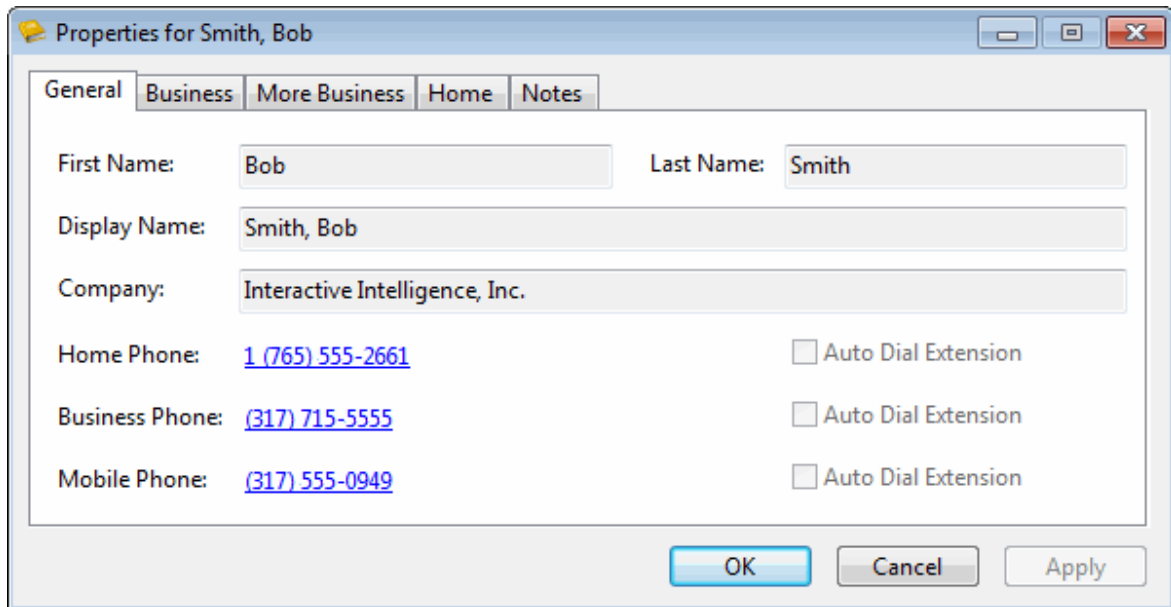 Properties for Smith, Bob
General Business More Business Home Notes
First Name: Bob Last Name: Smith
Display Name: Smith, Bob
Company: Interactive Intelligence, Inc.
Home Phone: 1 (765) 555-2661 Auto Dial Extension
Business Phone: (317) 715-5555 Auto Dial Extension
Mobile Phone: (317) 555-0949 Auto Dial Extension
OK Cancel Apply